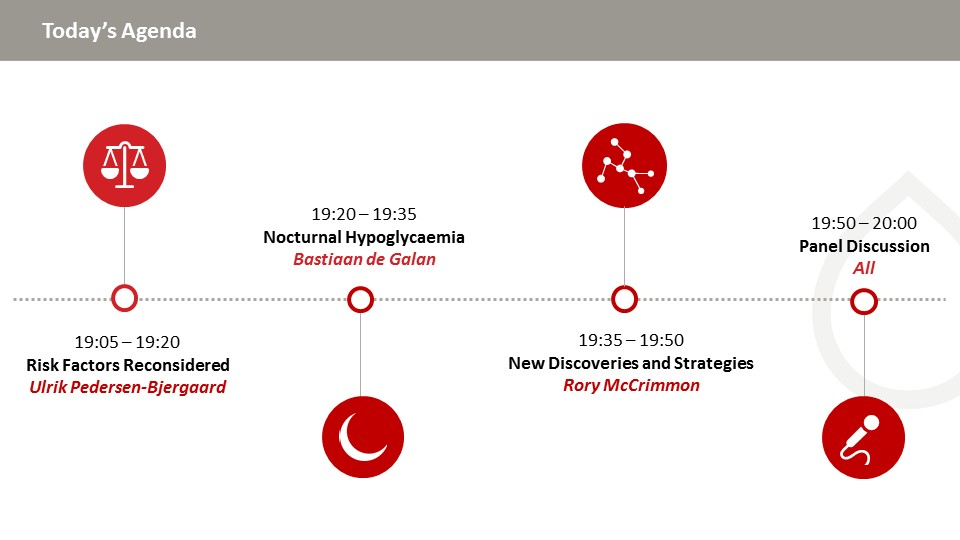 Today’s Agenda
19:05 – 19:20
Risk Factors Reconsidered
Ulrik Pedersen-Bjergaard
19:20 – 19:35
Nocturnal Hypoglycaemia
Bastiaan de Galan
19:35 – 19:50
New Discoveries and Strategies
Rory McCrimmon
19:50 – 20:00
Panel Discussion
All